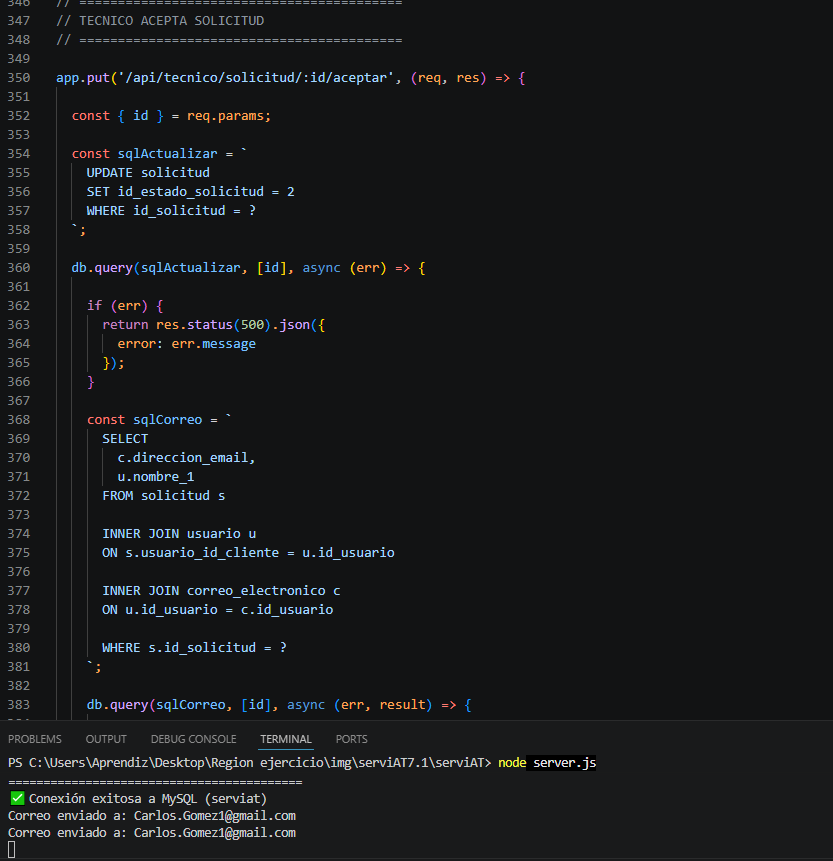 346 // ==========================================
347 // TECNICO ACEPTA SOLICITUD
348 // ==========================================
349
350 app.put('/api/tecnico/solicitud/:id/aceptar', (req, res) => {
351
352 const { id } = req.params;
353
354 const sqlActualizar = `
355 UPDATE solicitud
356 SET id_estado_solicitud = 2
357 WHERE id_solicitud = ?
358 `;
359
360 db.query(sqlActualizar, [id], async (err) => {
361
362 if (err) {
363 return res.status(500).json({
364 error: err.message
365 });
366 }
367
368 const sqlCorreo = `
369 SELECT
370 c.direccion_email,
371 u.nombre_1
372 FROM solicitud s
373
374 INNER JOIN usuario u
375 ON s.usuario_id_cliente = u.id_usuario
376
377 INNER JOIN correo_electronico c
378 ON u.id_usuario = c.id_usuario
379
380 WHERE s.id_solicitud = ?
381 `;
382
383 db.query(sqlCorreo, [id], async (err, result) => {
PROBLEMS OUTPUT DEBUG CONSOLE TERMINAL PORTS
PS C:\Users\Aprendiz\Desktop\Region ejercicio\img\serviAT7.1\serviAT> node server.js
==========================================
✅ Conexión exitosa a MySQL (serviat)
Correo enviado a: Carlos.Gomez1@gmail.com
Correo enviado a: Carlos.Gomez1@gmail.com